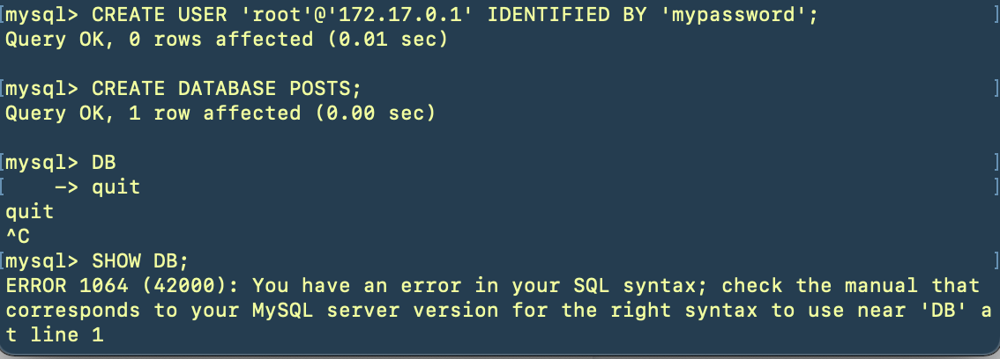 [mysql> CREATE USER 'root'@'172.17.0.1' IDENTIFIED BY 'mypassword'; ]
Query OK, 0 rows affected (0.01 sec)
[mysql> CREATE DATABASE POSTS; ]
Query OK, 1 row affected (0.00 sec)
[mysql> DB ]
[    -> quit ]
quit
^C
[mysql> SHOW DB; ]
ERROR 1064 (42000): You have an error in your SQL syntax; check the manual that
corresponds to your MySQL server version for the right syntax to use near 'DB' a
t line 1